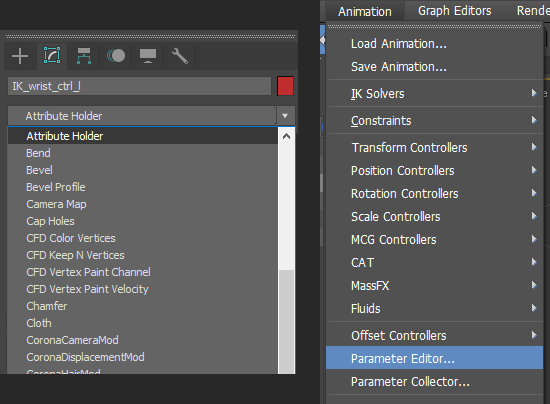 IK_wrist_ctrl_l
Attribute Holder
Attribute Holder
Bend
Bevel
Bevel Profile
Camera Map
Cap Holes
CFD Color Vertices
CFD Keep N Vertices
CFD Vertex Paint Channel
CFD Vertex Paint Velocity
Chamfer
Cloth
CoronaCameraMod
CoronaDisplacementMod
CoronaHairMod
Animation Graph Editors Rende
Load Animation...
Save Animation...
IK Solvers
Constraints
Transform Controllers
Position Controllers
Rotation Controllers
Scale Controllers
MCG Controllers
CAT
MassFX
Fluids
Offset Controllers
Parameter Editor...
Parameter Collector...